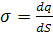 σ = dq/dS